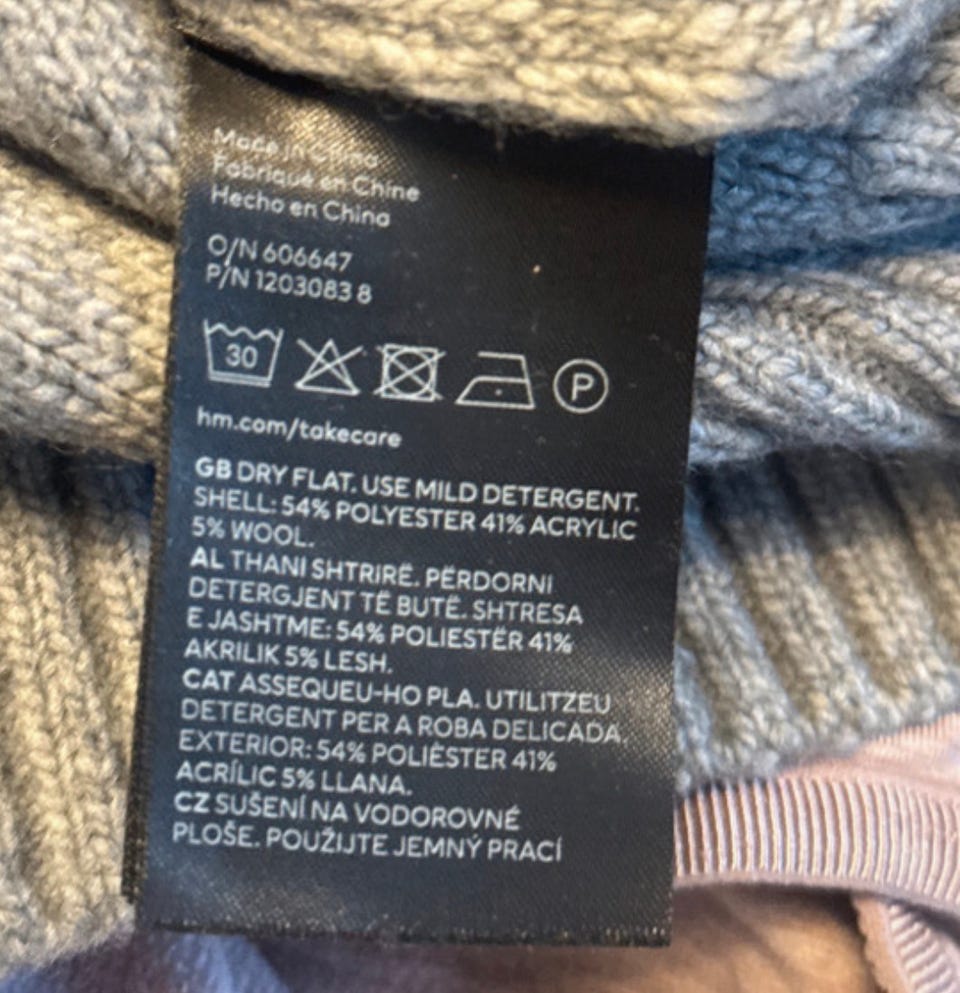 Made in China
Fabriqué en Chine
Hecho en China
O/N 606647
P/N 1203083 8
30
P
hm.com/takecare
GB DRY FLAT. USE MILD DETERGENT.
SHELL: 54% POLYESTER 41% ACRYLIC
5% WOOL.
AL THANI SHTRIRË. PËRDORNI
DETERGJENT TË BUTË. SHTRESA
E JASHTME: 54% POLIESTËR 41%
AKRILIK 5% LESH.
CAT ASSEQUEU-HO PLA. UTILITZEU
DETERGENT PER A ROBA DELICADA.
EXTERIOR: 54% POLIÈSTER 41%
ACRÍLIC 5% LLANA.
CZ SUŠENÍ NA VODOROVNÉ
PLOŠE. POUŽIJTE JEMNÝ PRACÍ